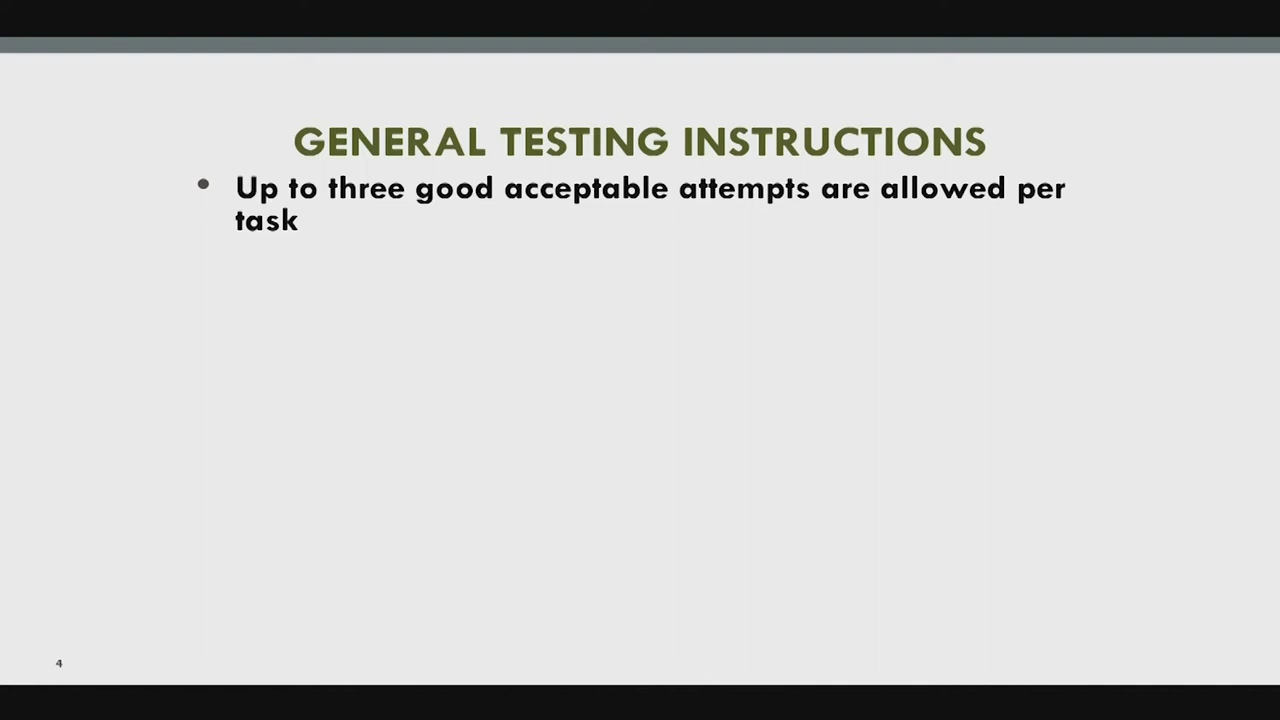 GENERAL TESTING INSTRUCTIONS
• Up to three good acceptable attempts are allowed per
task
4